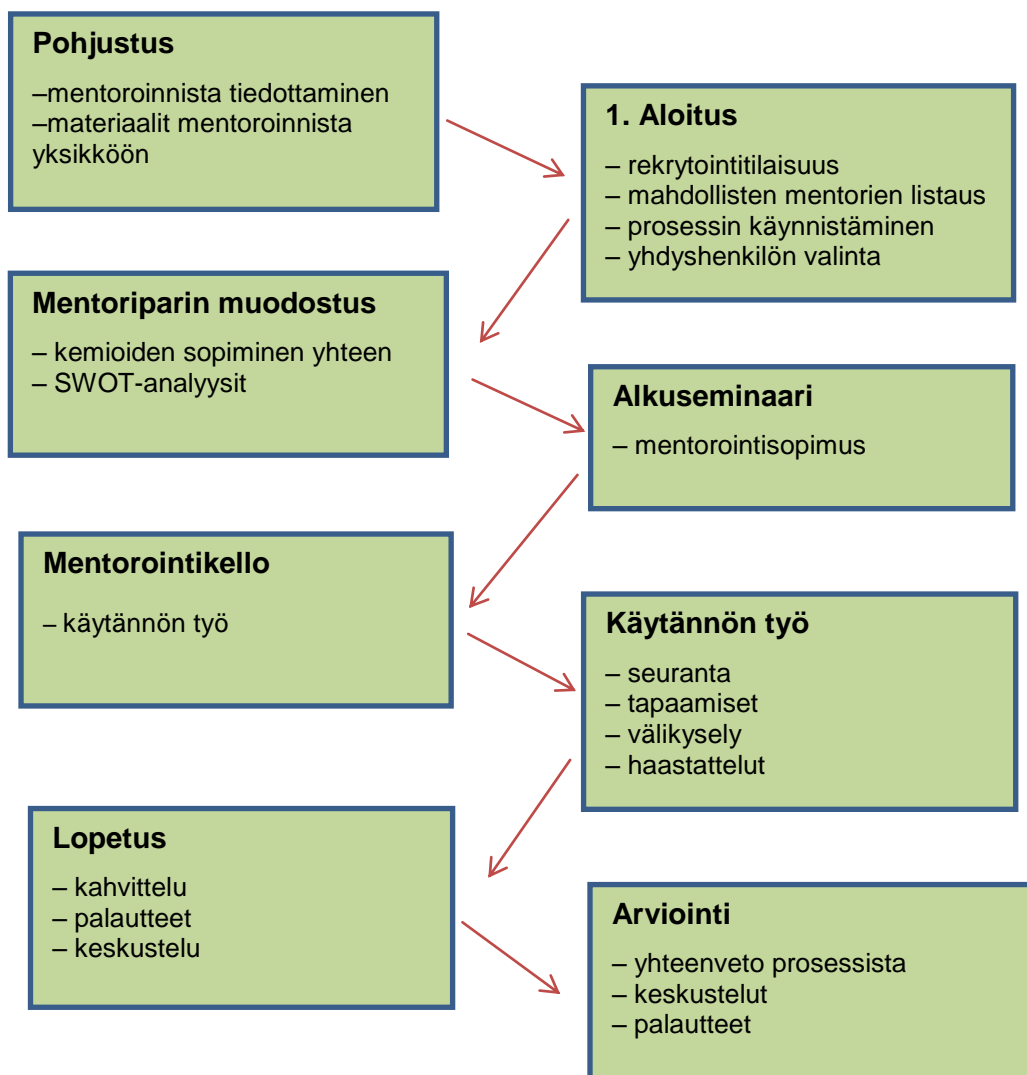 Pohjustus
–mentoroinnista tiedottaminen
–materiaalit mentoroinnista
yksikköön
1. Aloitus
– rekrytointitilaisuus
– mahdollisten mentorien listaus
– prosessin käynnistäminen
– yhdyshenkilön valinta
Mentoriparin muodostus
– kemioiden sopiminen yhteen
– SWOT-analyysit
Alkuseminaari
– mentorointisopimus
Mentorointikello
– käytännön työ
Käytännön työ
– seuranta
– tapaamiset
– välikysely
– haastattelut
Lopetus
– kahvittelu
– palautteet
– keskustelu
Arviointi
– yhteenveto prosessista
– keskustelut
– palautteet